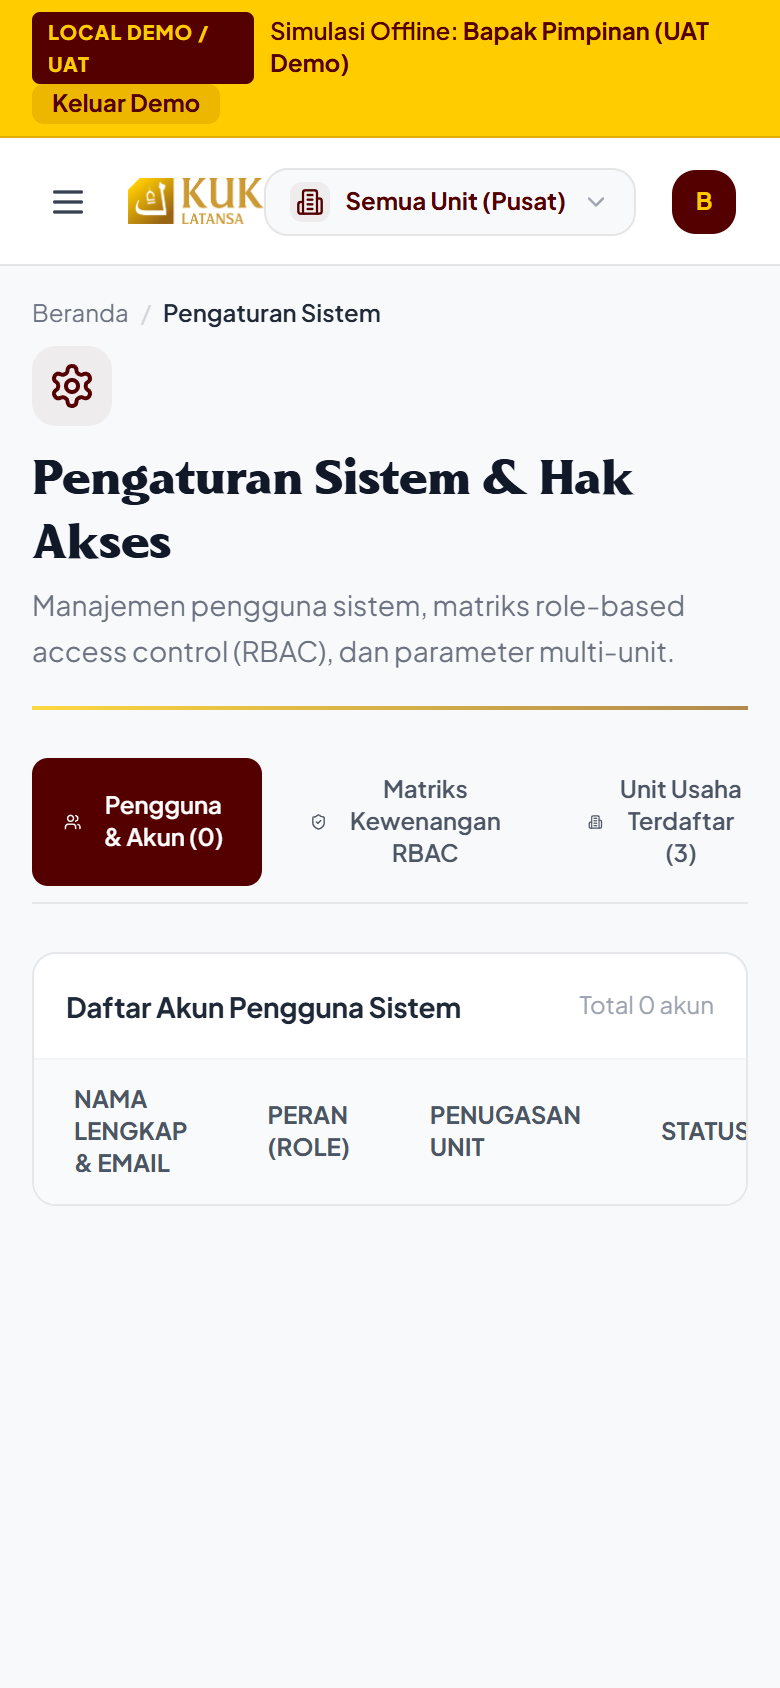 LOCAL DEMO /
UAT
Simulasi Offline: Bapak Pimpinan (UAT
Demo)
Keluar Demo
KUK
LATANSA
Semua Unit (Pusat)
B
Beranda / Pengaturan Sistem
Pengaturan Sistem & Hak
Akses
Manajemen pengguna sistem, matriks role-based
access control (RBAC), dan parameter multi-unit.
Pengguna
& Akun (0)
Matriks
Kewenangan
RBAC
Unit Usaha
Terdaftar
(3)
Daftar Akun Pengguna Sistem
Total 0 akun
NAMA
LENGKAP
& EMAIL
PERAN
(ROLE)
PENUGASAN
UNIT
STATUS